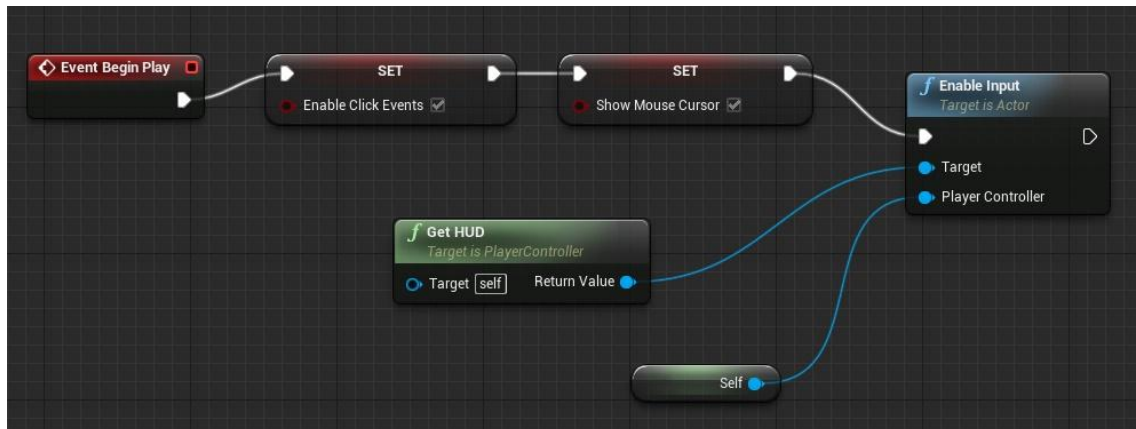 Event Begin Play
SET
Enable Click Events
SET
Show Mouse Cursor
f Enable Input
Target is Actor
Target
Player Controller
f Get HUD
Target is PlayerController
Target self Return Value
Self